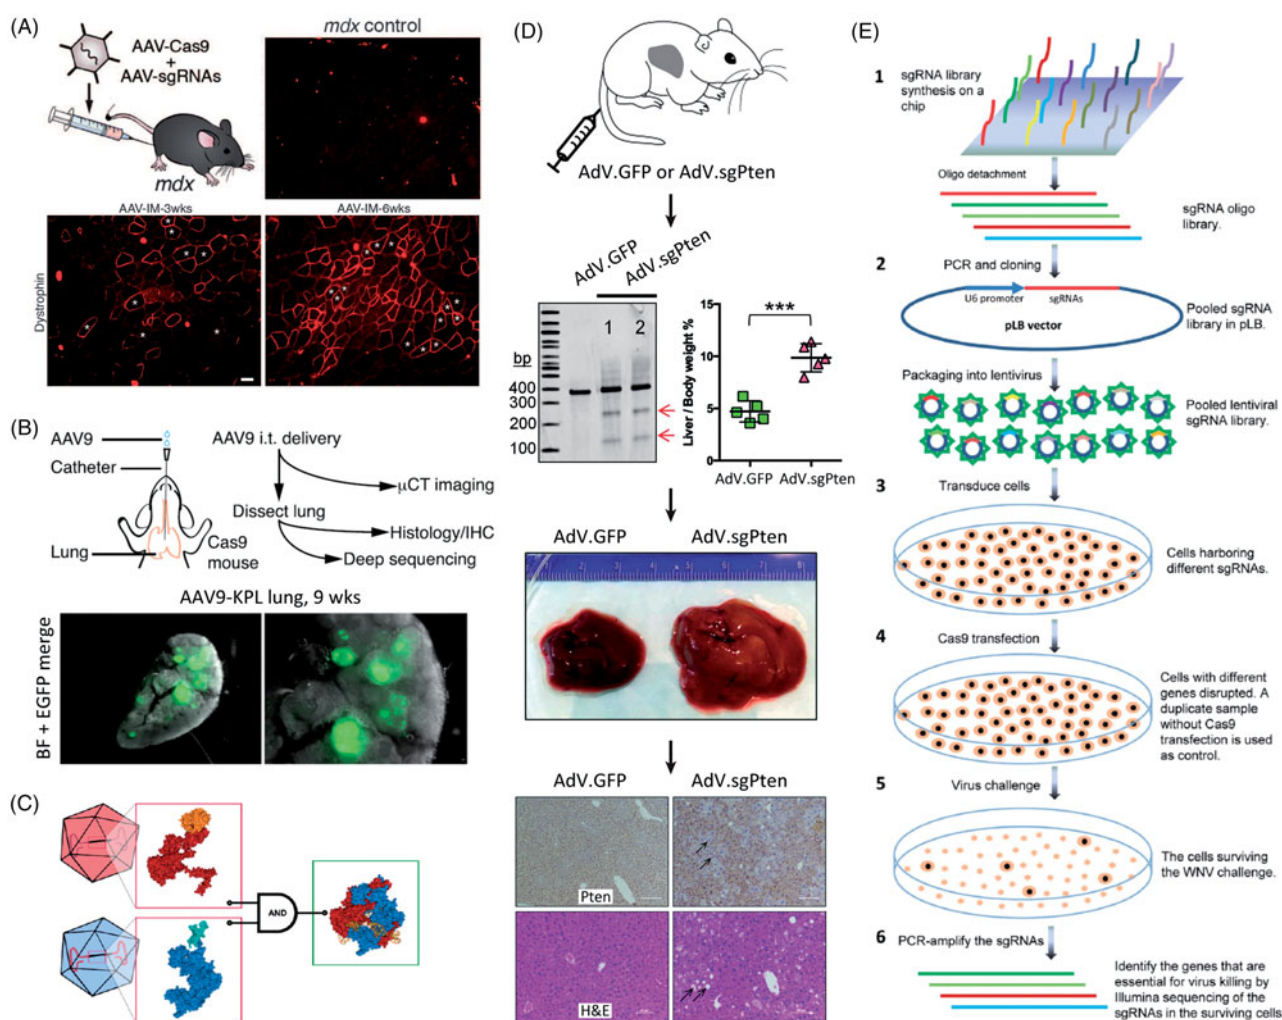 (A)
AAV-Cas9
+
AAV-sgRNAs
mdx
mdx control
AAV-IM-3wks
AAV-IM-6wks
Dystrophin
(B)
AAV9
Catheter
Lung
Cas9
mouse
AAV9 i.t. delivery
μCT imaging
Dissect lung
Histology/IHC
Deep sequencing
AAV9-KPL lung, 9 wks
BF + EGFP merge
(C)
AND
(D)
AdV.GFP or AdV.sgPten
AdV.GFP
AdV.sgPten
1
2
bp
400
300
200
100
Liver / Body weight %
15
10
5
0
***
AdV.GFP
AdV.sgPten
AdV.GFP
AdV.sgPten
AdV.GFP
AdV.sgPten
Pten
H&E
(E)
1
sgRNA library
synthesis on a
chip
Oligo detachment
sgRNA oligo
library.
2
PCR and cloning
U6 promoter
sgRNAs
pLB vector
Pooled sgRNA
library in pLB.
Packaging into lentivirus
Pooled lentiviral
sgRNA library.
3
Transduce cells
Cells harboring
different sgRNAs.
4
Cas9 transfection
Cells with different
genes disrupted. A
duplicate sample
without Cas9
transfection is used
as control.
5
Virus challenge
The cells surviving
the WNV challenge.
6
PCR-amplify the sgRNAs
Identify the genes that are
essential for virus killing by
Illumina sequencing of the
sgRNAs in the surviving cells